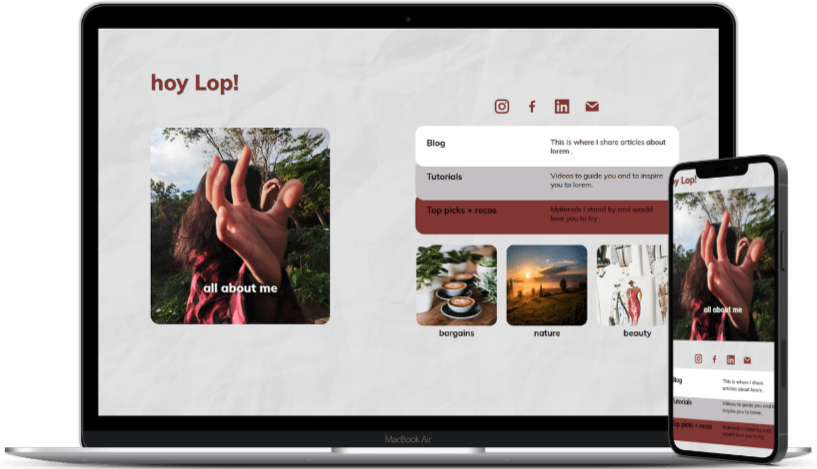 hoy Lop!
all about me
Blog
This is where I share articles about
lorem .
Tutorials
Videos to guide you and to inspire
you to lorem.
Top picks + recos
Materials I stand by and would
love you to try
bargains
nature
beauty
MacBook Air
oy Lop!
all about me
Blog
This is where I share
articles about lorem .
Tutorials
Videos to guide you and
inspire you to lorem.
op picks + recos
Materials I stand by and
would love you to try